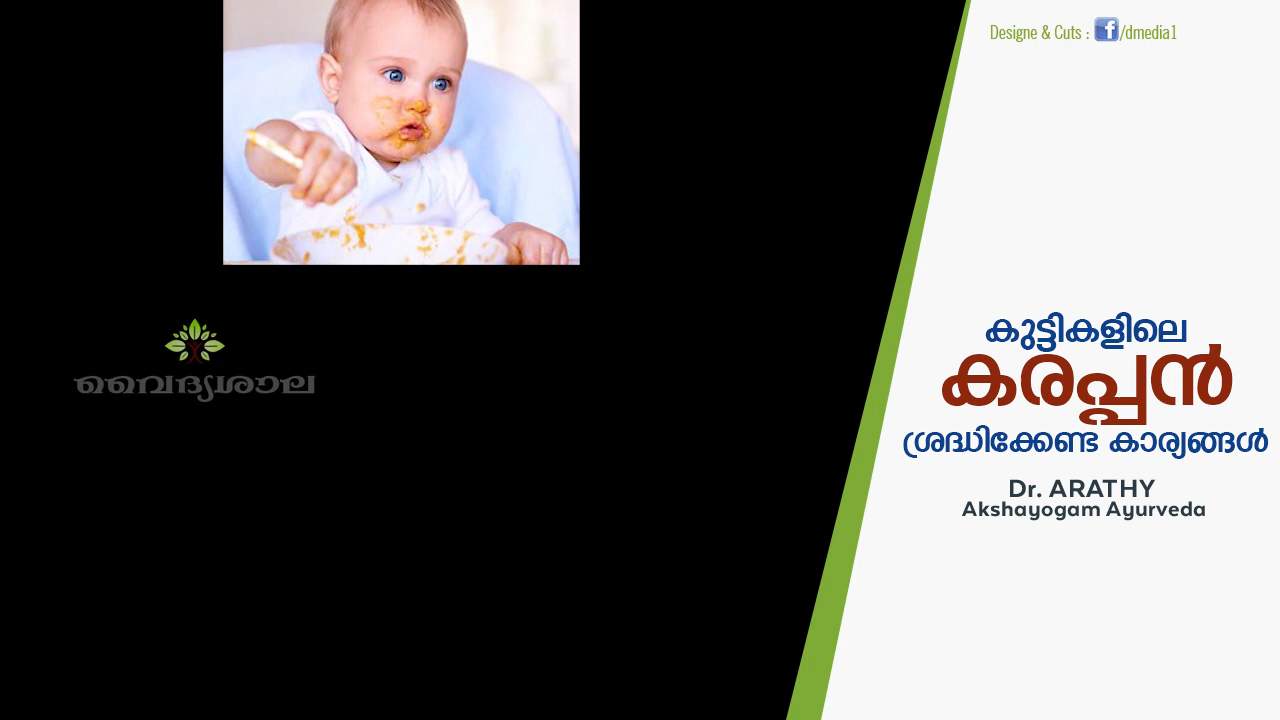 Designe & Cuts : f/dmedia1
വൈദ്യശാല
കുട്ടികളിലെ
കരപ്പൻ
ശ്രദ്ധിക്കേണ്ട കാര്യങ്ങൾ
Dr. ARATHY
Akshayogam Ayurveda